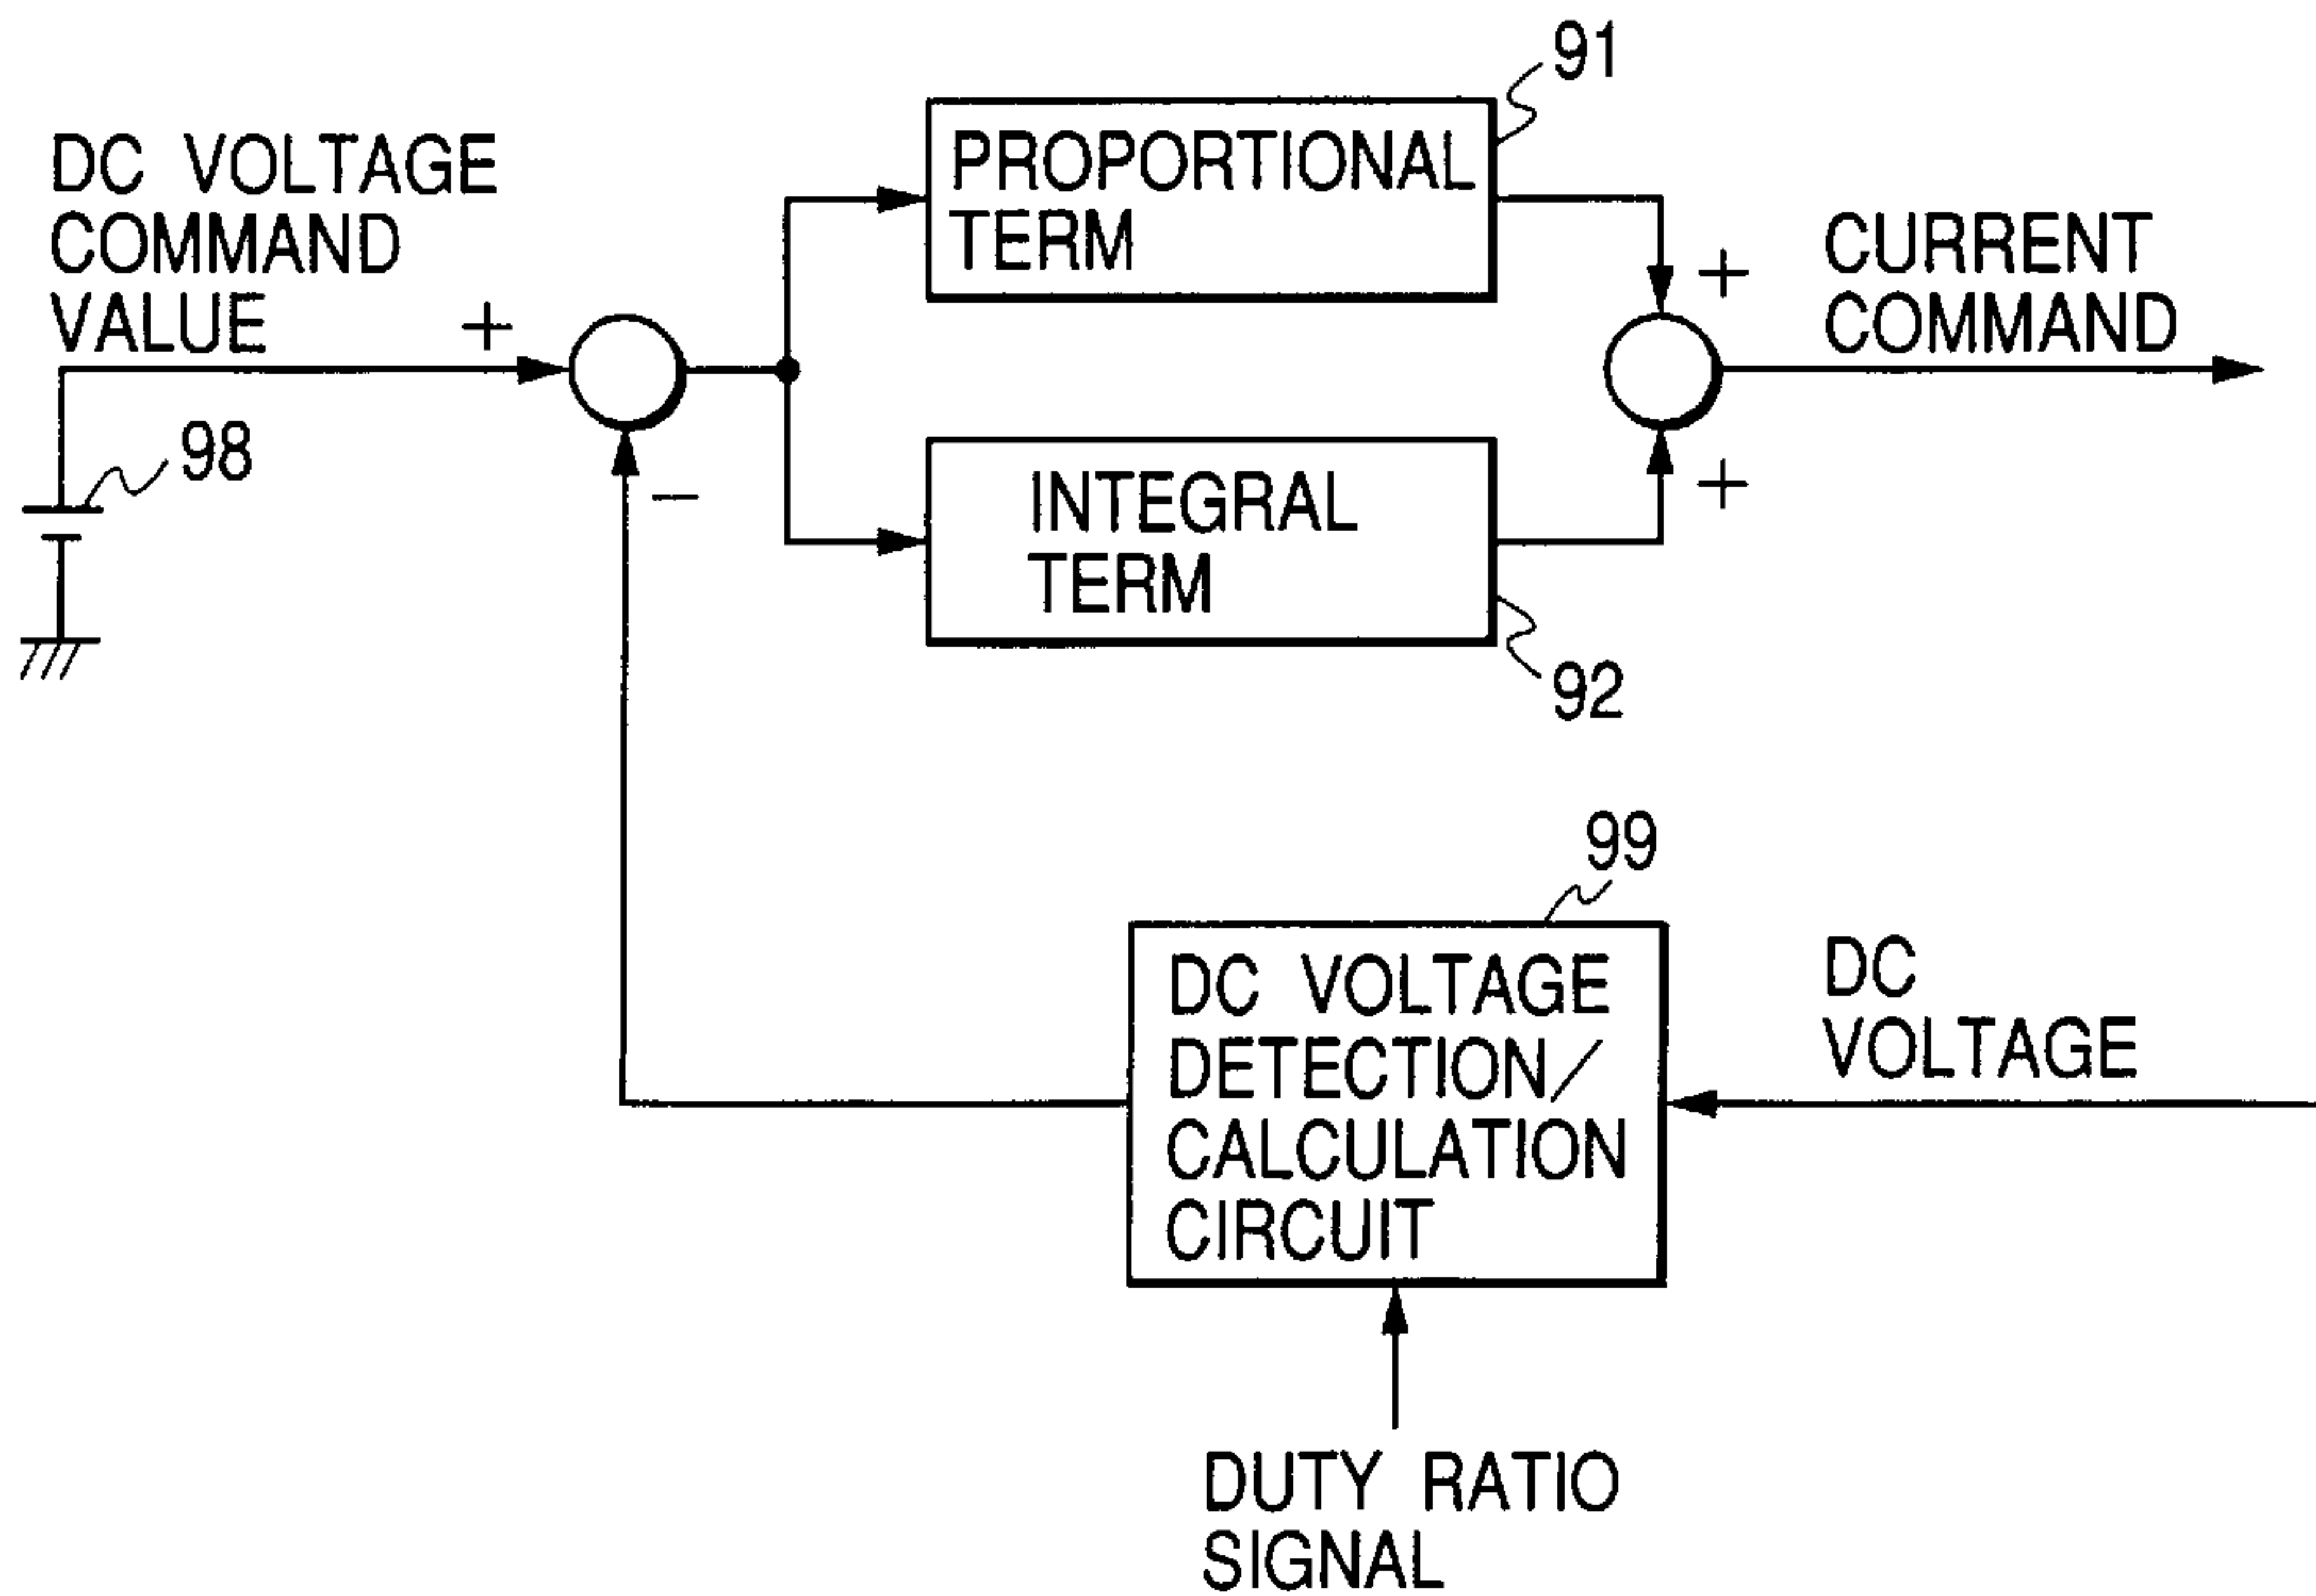 91
DC VOLTAGE
COMMAND
VALUE
+
PROPORTIONAL
TERM
+
CURRENT
COMMAND
98
−
INTEGRAL
TERM
+
92
99
DC VOLTAGE
DETECTION/
CALCULATION
CIRCUIT
DC
VOLTAGE
DUTY RATIO
SIGNAL